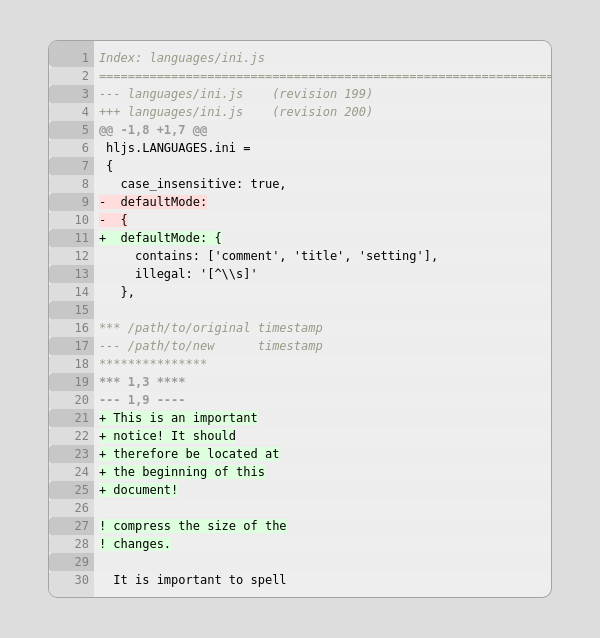 1 Index: languages/ini.js
2 ===============================================================
3 --- languages/ini.js    (revision 199)
4 +++ languages/ini.js    (revision 200)
5 @@ -1,8 +1,7 @@
6  hljs.LANGUAGES.ini =
7  {
8    case_insensitive: true,
9 -  defaultMode:
10 -  {
11 +  defaultMode: {
12      contains: ['comment', 'title', 'setting'],
13      illegal: '[^\\s]'
14    },
15
16 *** /path/to/original timestamp
17 --- /path/to/new      timestamp
18 ***************
19 *** 1,3 ****
20 --- 1,9 ----
21 + This is an important
22 + notice! It should
23 + therefore be located at
24 + the beginning of this
25 + document!
26
27 ! compress the size of the
28 ! changes.
29
30   It is important to spell